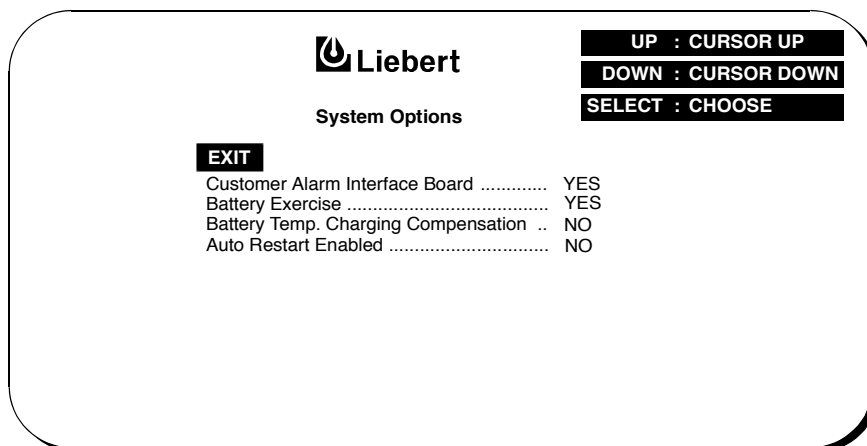 Liebert
UP : CURSOR UP
DOWN : CURSOR DOWN
SELECT : CHOOSE
System Options
EXIT
Customer Alarm Interface Board ............. YES
Battery Exercise ....................................... YES
Battery Temp. Charging Compensation .. NO
Auto Restart Enabled ............................... NO